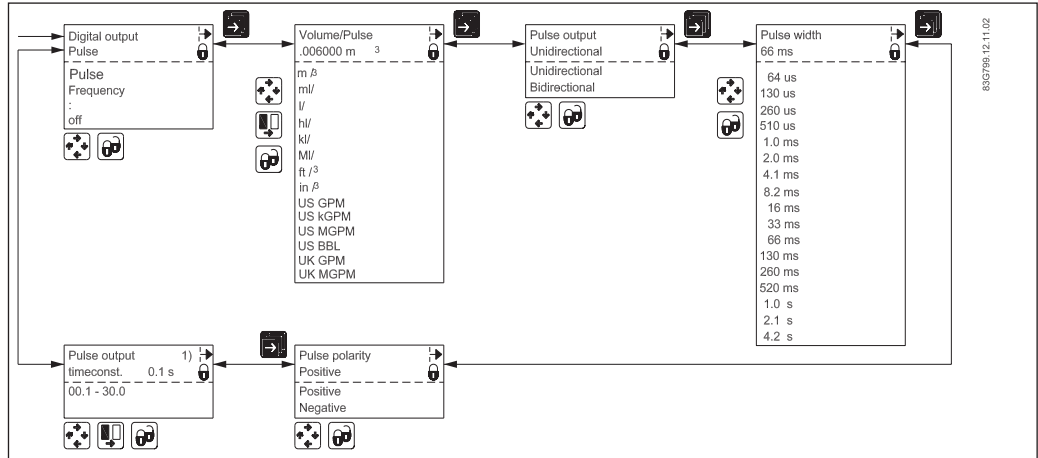 Digital output
Pulse
Pulse
Frequency
:
off
Volume/Pulse
.006000 m 3
m /3
ml/
l/
hl/
kl/
Ml/
ft /3
in /3
US GPM
US kGPM
US MGPM
US BBL
UK GPM
UK MGPM
Pulse output
Unidirectional
Unidirectional
Bidirectional
Pulse width
66 ms
64 us
130 us
260 us
510 us
1.0 ms
2.0 ms
4.1 ms
8.2 ms
16 ms
33 ms
66 ms
130 ms
260 ms
520 ms
1.0 s
2.1 s
4.2 s
83G799.12.11.02
Pulse output 1)
timeconst. 0.1 s
00.1 - 30.0
Pulse polarity
Positive
Positive
Negative